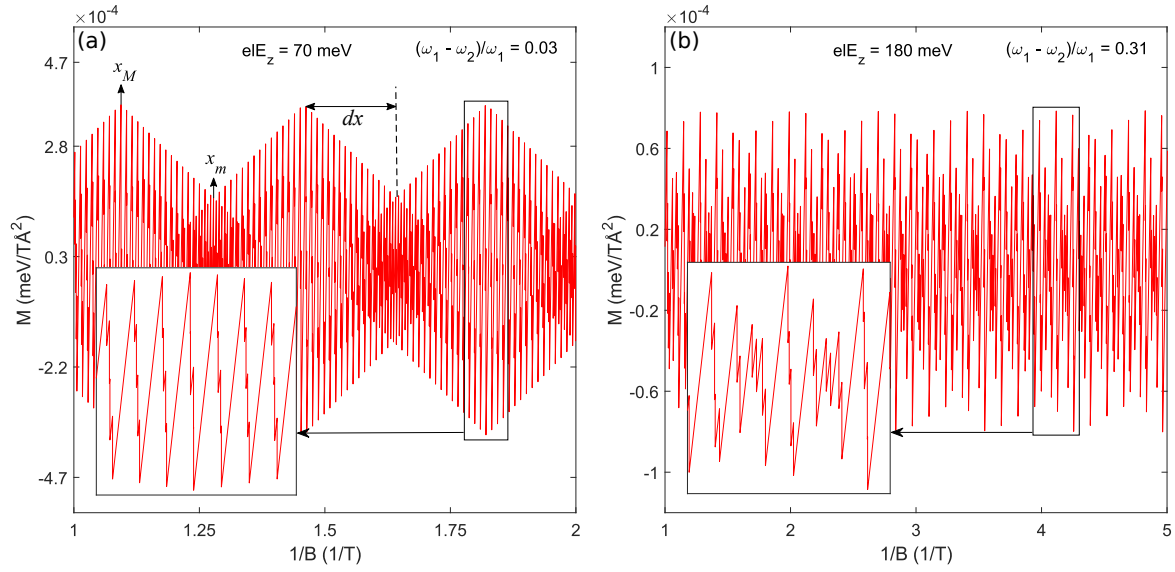 ×10⁻⁴
(a)
elE_z = 70 meV
(ω₁ - ω₂)/ω₁ = 0.03
x_M
dx
x_m
4.7
2.8
0.3
-2.2
-4.7
M (meV/TÅ²)
1
1.25
1.5
1.75
2
1/B (1/T)
×10⁻⁴
(b)
elE_z = 180 meV
(ω₁ - ω₂)/ω₁ = 0.31
1
0.6
0.2
-0.2
-0.6
-1
M (meV/TÅ²)
1
2
3
4
5
1/B (1/T)